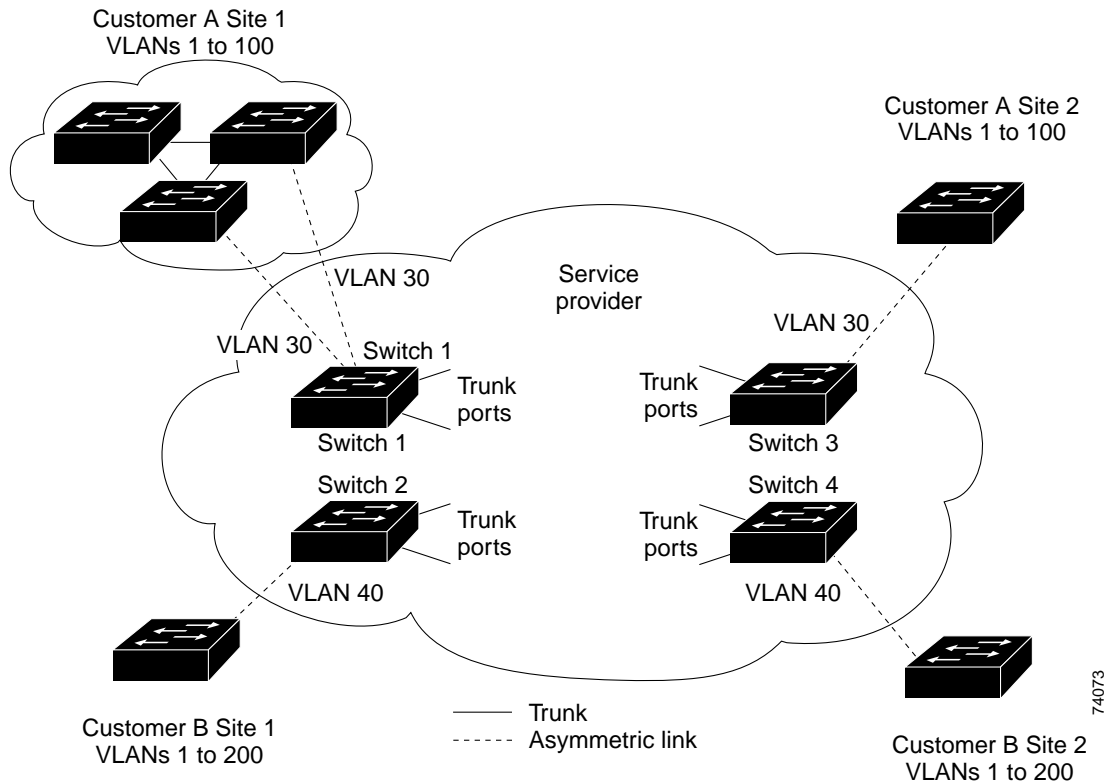 Customer A Site 1
VLANs 1 to 100
Customer A Site 2
VLANs 1 to 100
VLAN 30
Service
provider
VLAN 30
VLAN 30
Switch 1
Trunk
ports
Trunk
ports
Switch 1
Switch 3
Switch 2
Switch 4
Trunk
ports
Trunk
ports
VLAN 40
VLAN 40
Customer B Site 1
VLANs 1 to 200
Trunk
Asymmetric link
Customer B Site 2
VLANs 1 to 200
74073